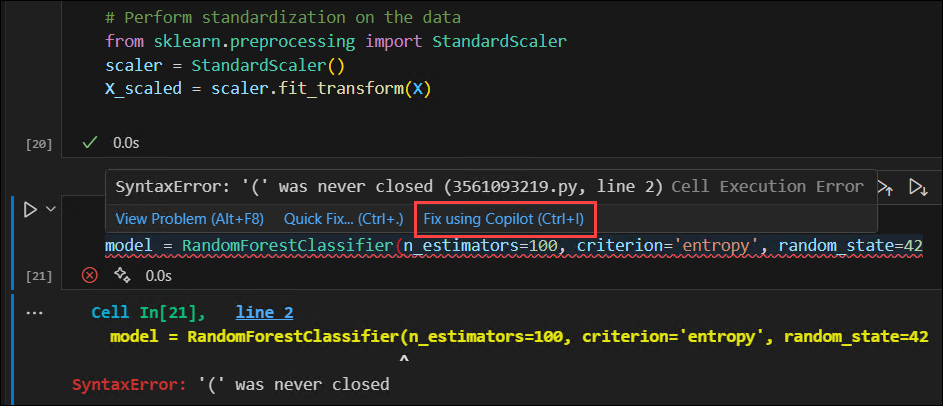 # Perform standardization on the data
from sklearn.preprocessing import StandardScaler
scaler = StandardScaler()
X_scaled = scaler.fit_transform(X)
[20] 0.0s
SyntaxError: '(' was never closed (3561093219.py, line 2) Cell Execution Error
View Problem (Alt+F8) Quick Fix... (Ctrl+.) Fix using Copilot (Ctrl+I)
model = RandomForestClassifier(n_estimators=100, criterion='entropy', random_state=42
[21] 0.0s
... Cell In[21], line 2
model = RandomForestClassifier(n_estimators=100, criterion='entropy', random_state=42
^
SyntaxError: '(' was never closed